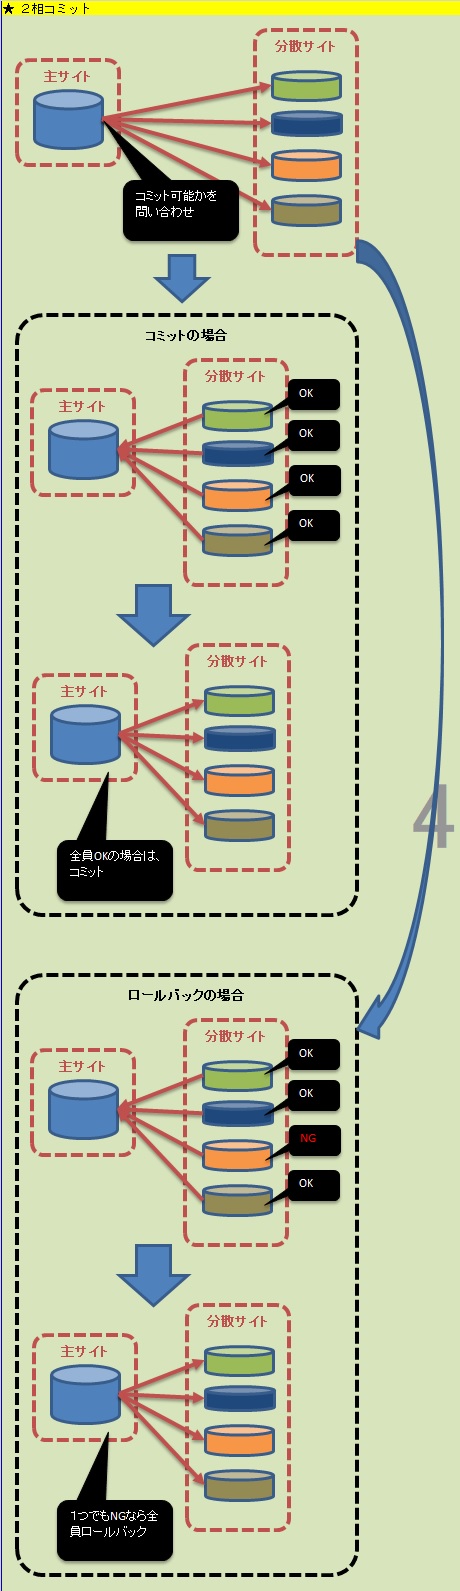 ★ 2相コミット
分散サイト
主サイト
コミット可能かを
問い合わせ
コミットの場合
分散サイト
主サイト
OK
OK
OK
OK
分散サイト
主サイト
全員OKの場合は、
コミット
4
ロールバックの場合
分散サイト
主サイト
OK
OK
NG
OK
分散サイト
主サイト
1つでもNGなら全
員ロールバック